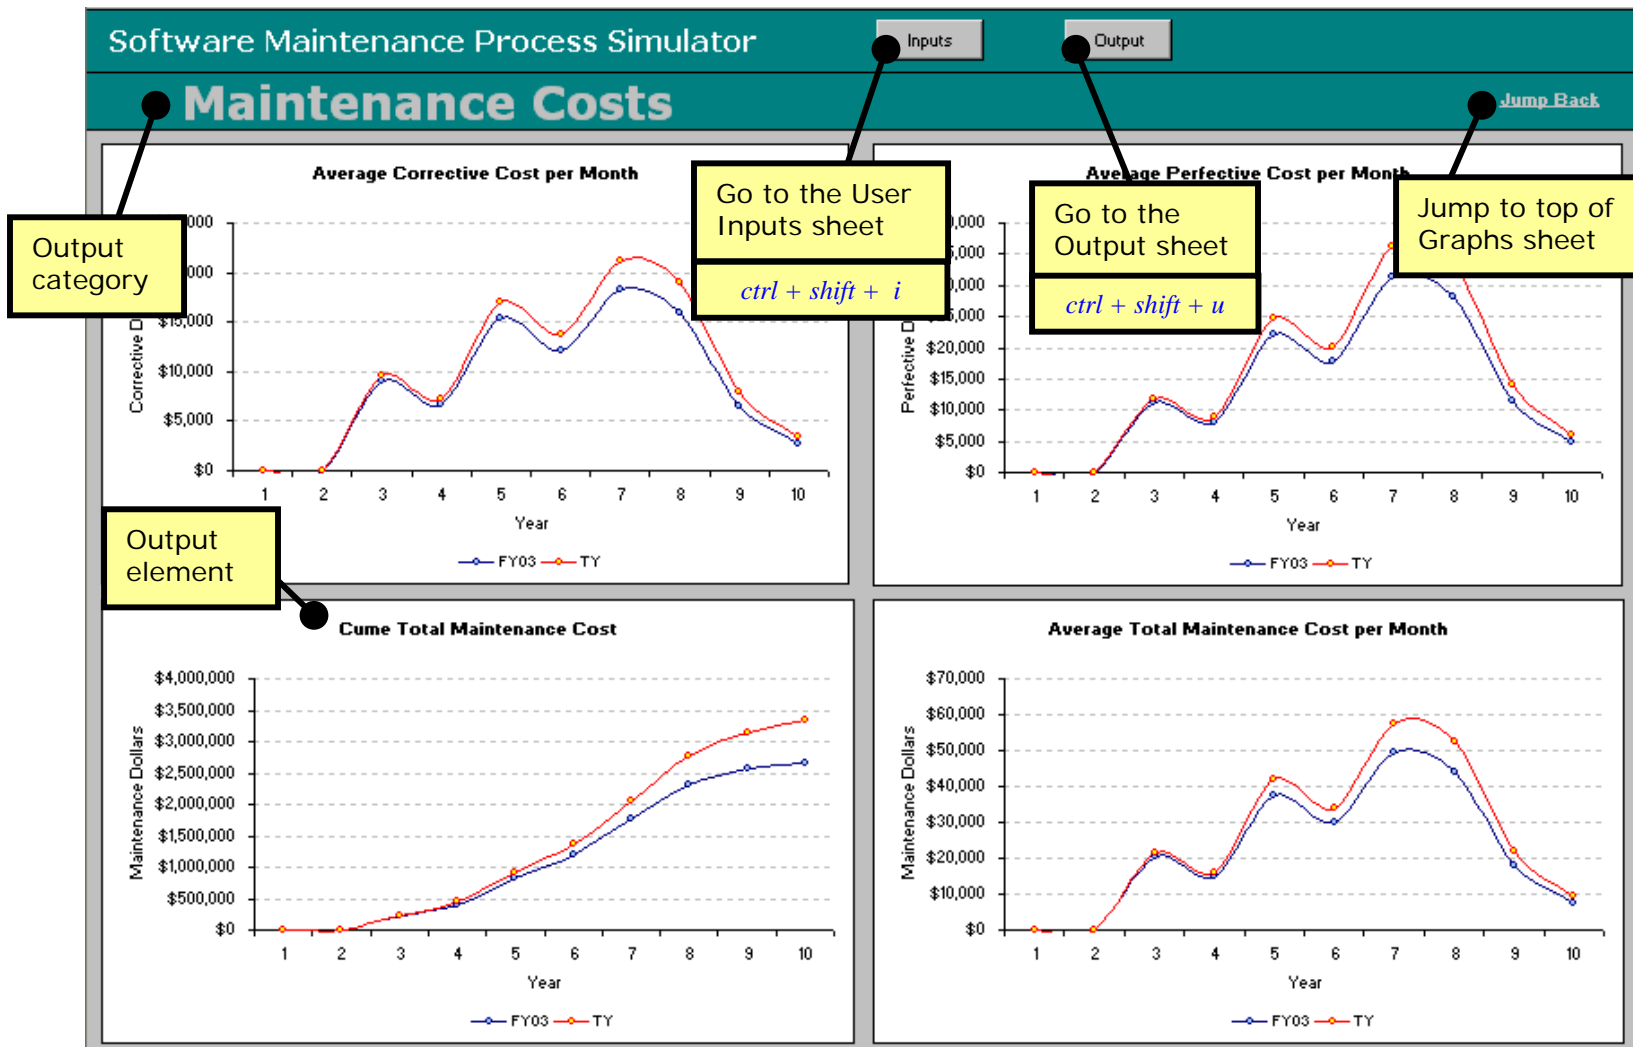 Software Maintenance Process Simulator
Inputs
Output
Maintenance Costs
Jump Back
Output
category
Go to the User
Inputs sheet
ctrl + shift + i
Go to the
Output sheet
ctrl + shift + u
Jump to top of
Graphs sheet
Average Corrective Cost per Month
$15,000
$10,000
$5,000
$0
1 2 3 4 5 6 7 8 9 10
Year
FY03 TY
Average Perfective Cost per Month
$20,000
$15,000
$10,000
$5,000
$0
1 2 3 4 5 6 7 8 9 10
Year
FY03 TY
Output
element
Cume Total Maintenance Cost
Maintenance Dollars
$4,000,000
$3,500,000
$3,000,000
$2,500,000
$2,000,000
$1,500,000
$1,000,000
$500,000
$0
1 2 3 4 5 6 7 8 9 10
Year
FY03 TY
Average Total Maintenance Cost per Month
Maintenance Dollars
$70,000
$60,000
$50,000
$40,000
$30,000
$20,000
$10,000
$0
1 2 3 4 5 6 7 8 9 10
Year
FY03 TY